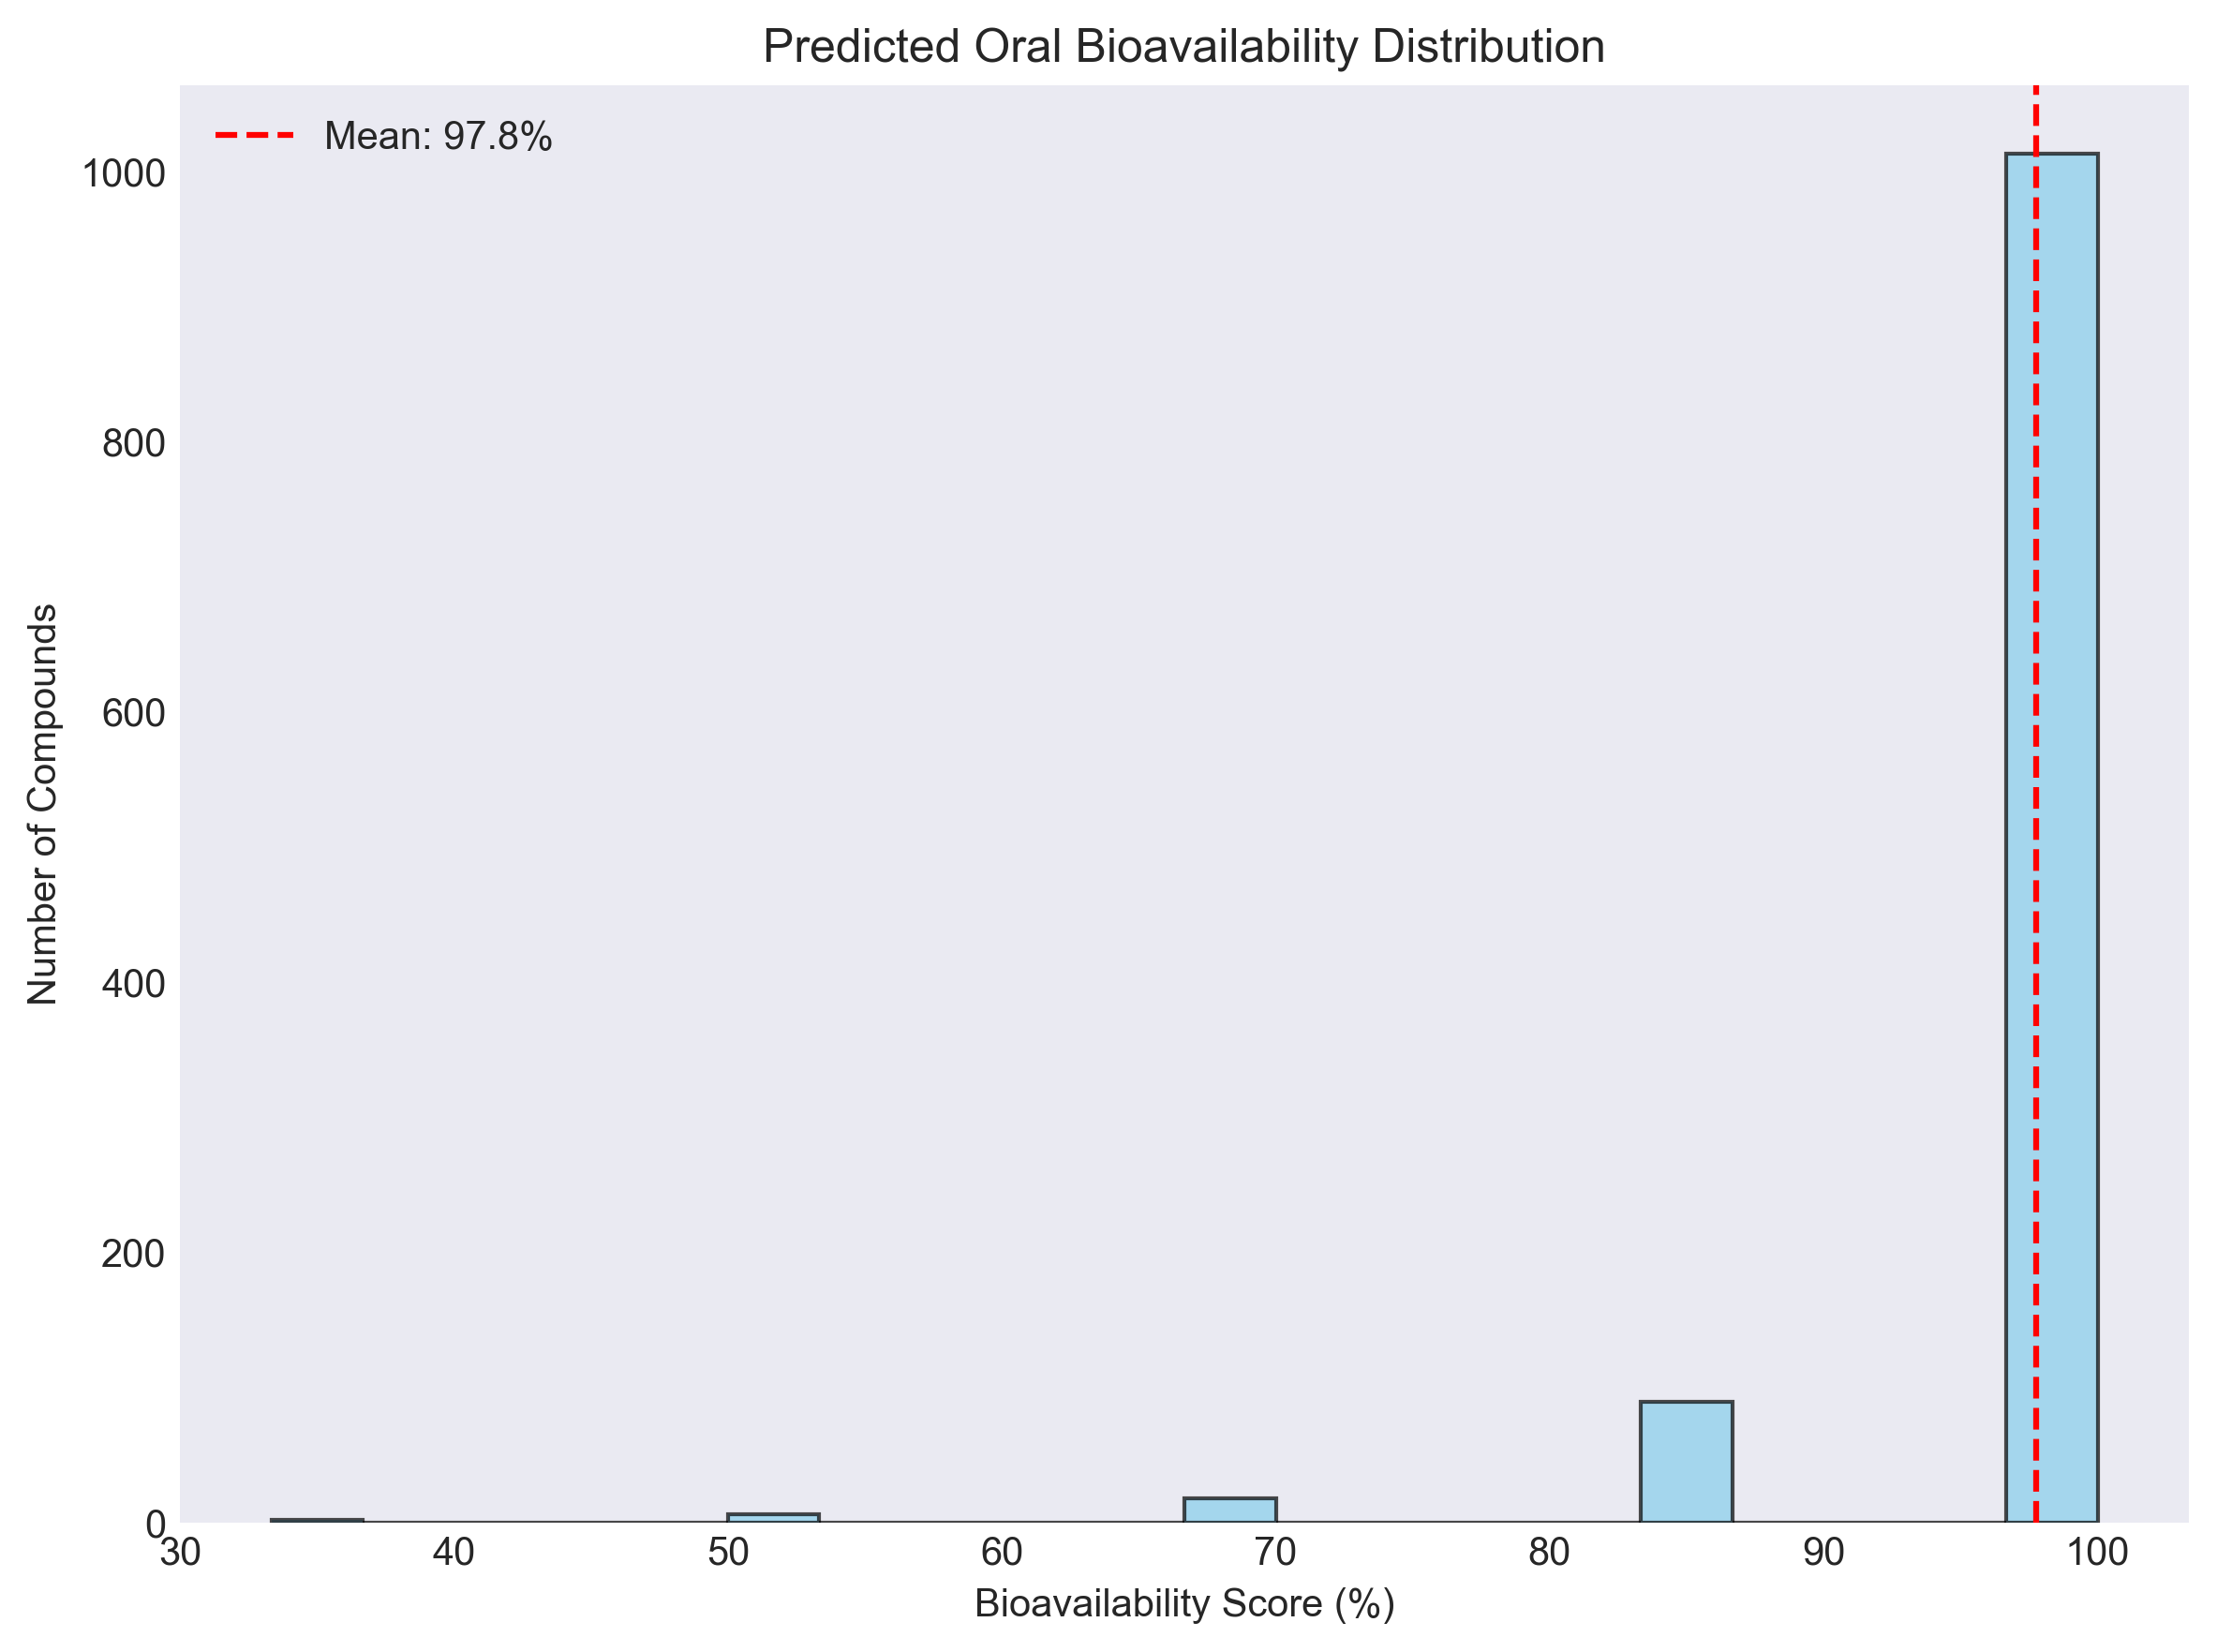 Predicted Oral Bioavailability Distribution
Mean: 97.8%
1000
800
600
400
200
0
Number of Compounds
30 40 50 60 70 80 90 100
Bioavailability Score (%)